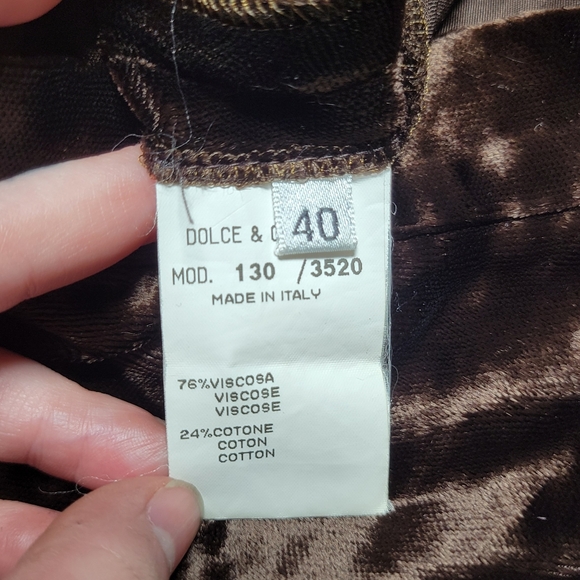 DOLCE & G
40
MOD. 130 /3520
MADE IN ITALY
76%VISCOSA
VISCOSE
VISCOSE
24%COTONE
COTON
COTTON